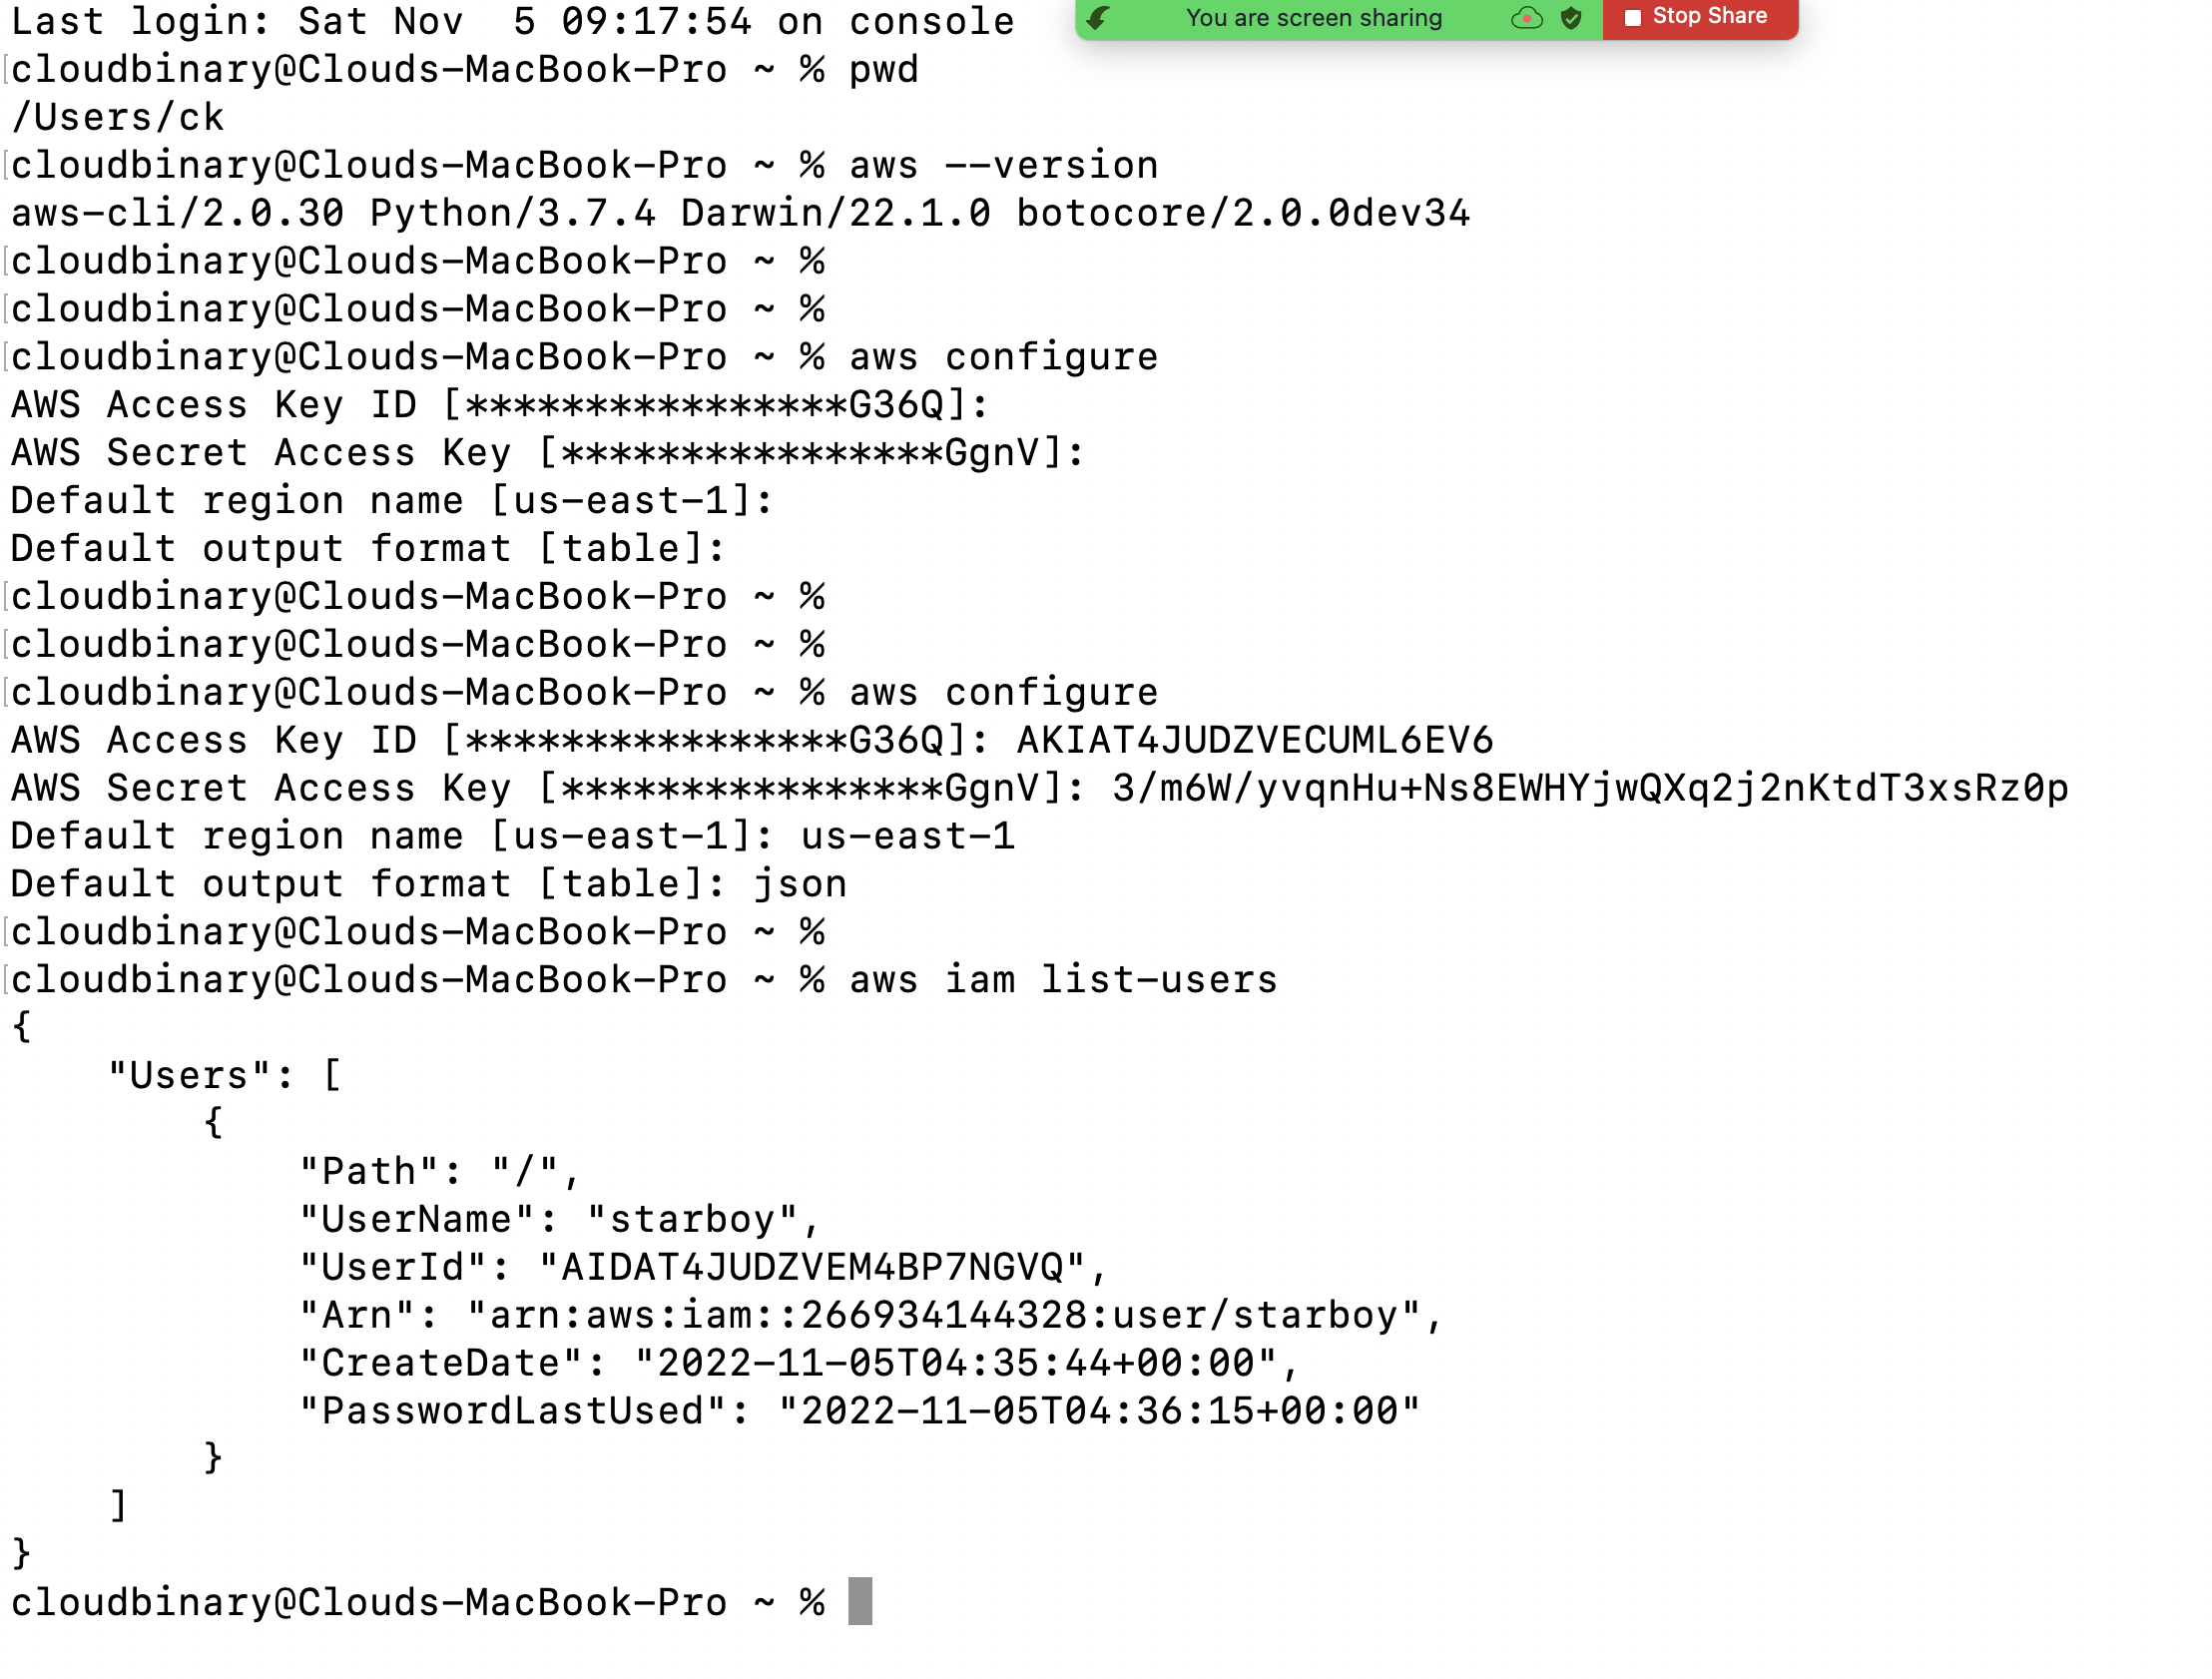 Last login: Sat Nov  5 09:17:54 on console
You are screen sharing
Stop Share
cloudbinary@Clouds-MacBook-Pro ~ % pwd
/Users/ck
cloudbinary@Clouds-MacBook-Pro ~ % aws --version
aws-cli/2.0.30 Python/3.7.4 Darwin/22.1.0 botocore/2.0.0dev34
cloudbinary@Clouds-MacBook-Pro ~ %
cloudbinary@Clouds-MacBook-Pro ~ %
cloudbinary@Clouds-MacBook-Pro ~ % aws configure
AWS Access Key ID [****************G36Q]:
AWS Secret Access Key [****************GgnV]:
Default region name [us-east-1]:
Default output format [table]:
cloudbinary@Clouds-MacBook-Pro ~ %
cloudbinary@Clouds-MacBook-Pro ~ %
cloudbinary@Clouds-MacBook-Pro ~ % aws configure
AWS Access Key ID [****************G36Q]: AKIAT4JUDZVECUML6EV6
AWS Secret Access Key [****************GgnV]: 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
Default region name [us-east-1]: us-east-1
Default output format [table]: json
cloudbinary@Clouds-MacBook-Pro ~ %
cloudbinary@Clouds-MacBook-Pro ~ % aws iam list-users
{
    "Users": [
        {
            "Path": "/",
            "UserName": "starboy",
            "UserId": "AIDAT4JUDZVEM4BP7NGVQ",
            "Arn": "arn:aws:iam::266934144328:user/starboy",
            "CreateDate": "2022-11-05T04:35:44+00:00",
            "PasswordLastUsed": "2022-11-05T04:36:15+00:00"
        }
    ]
}
cloudbinary@Clouds-MacBook-Pro ~ %